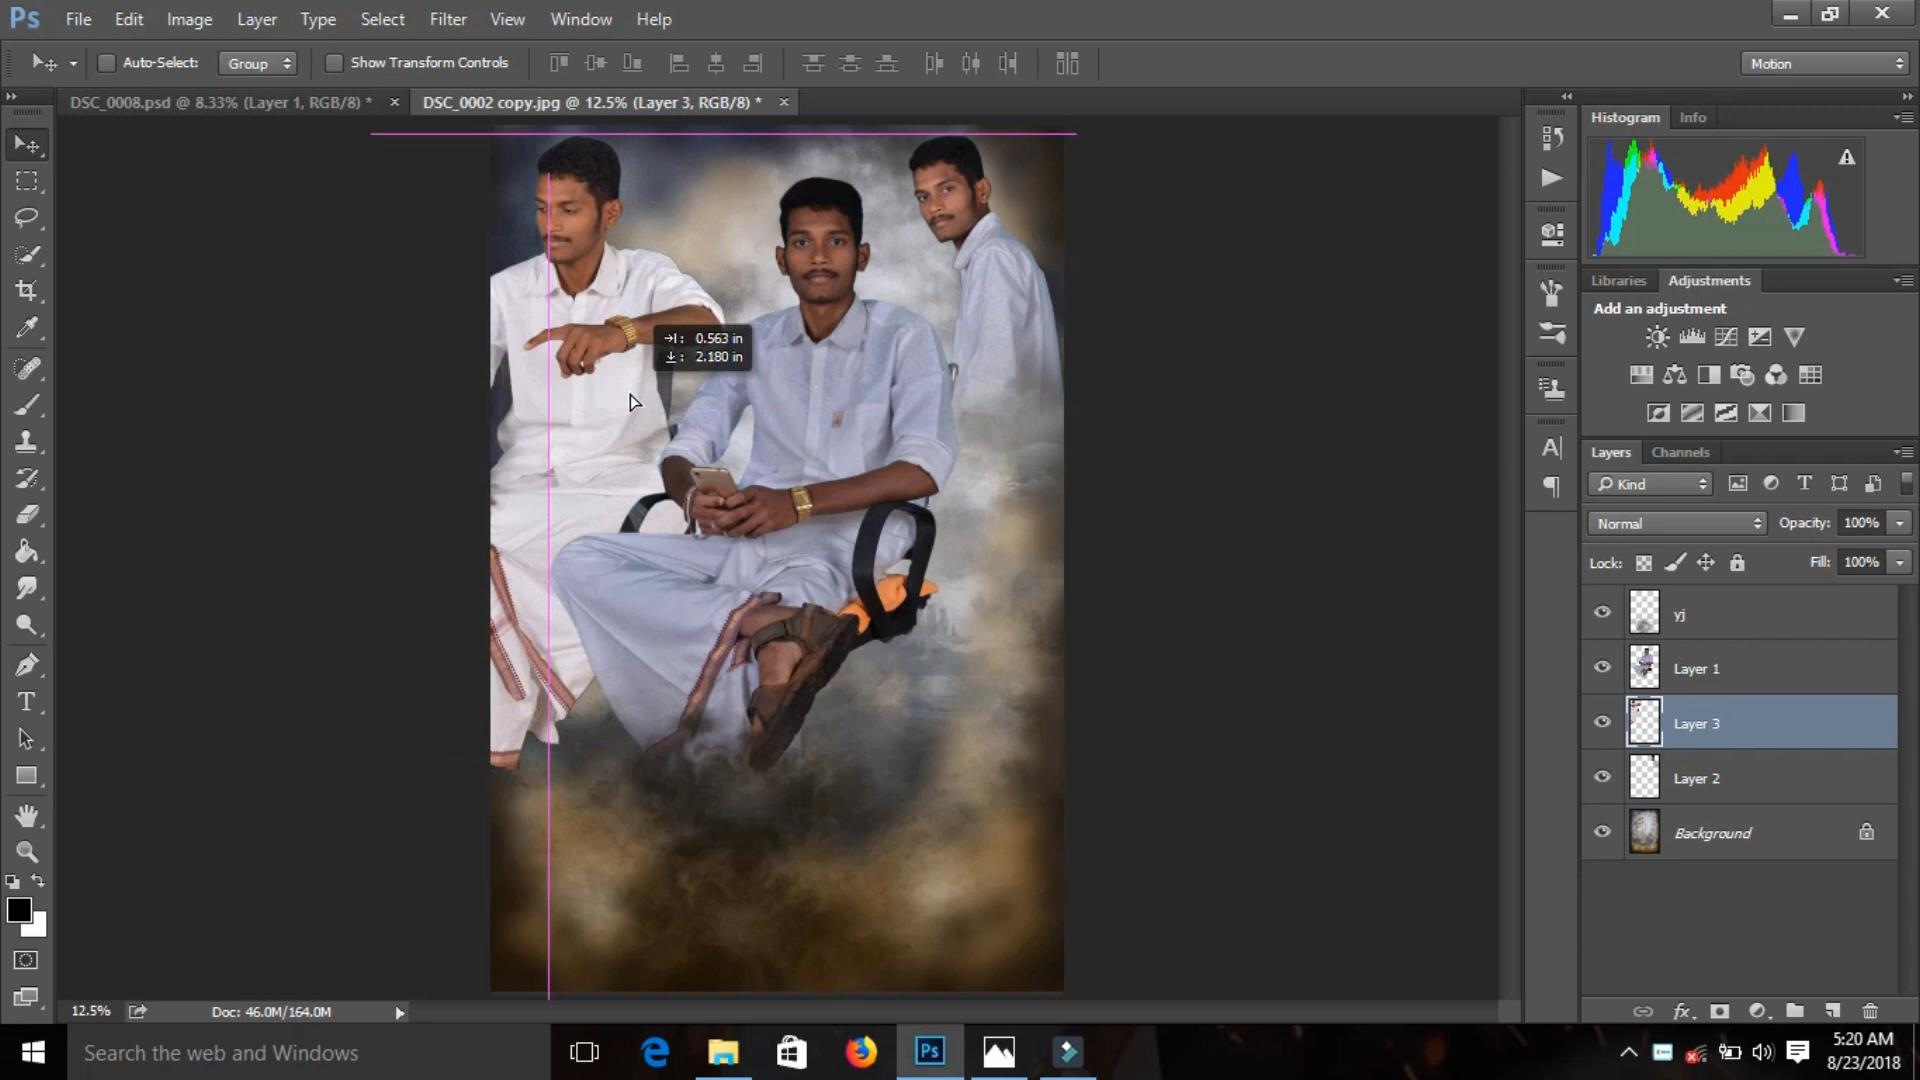 Ps File Edit Image Layer Type Select Filter View Window Help
Auto-Select: Group Show Transform Controls Motion
DSC_0008.psd @ 8.33% (Layer 1, RGB/8) * × DSC_0002 copy.jpg @ 12.5% (Layer 3, RGB/8) * ×
Histogram Info
Libraries Adjustments
Add an adjustment
→|: 0.563 in
↓: 2.180 in
Layers Channels
Kind
Normal Opacity: 100%
Lock: Fill: 100%
yj
Layer 1
Layer 3
Layer 2
Background
12.5% Doc: 46.0M/164.0M
Search the web and Windows
Ps
5:20 AM
8/23/2018